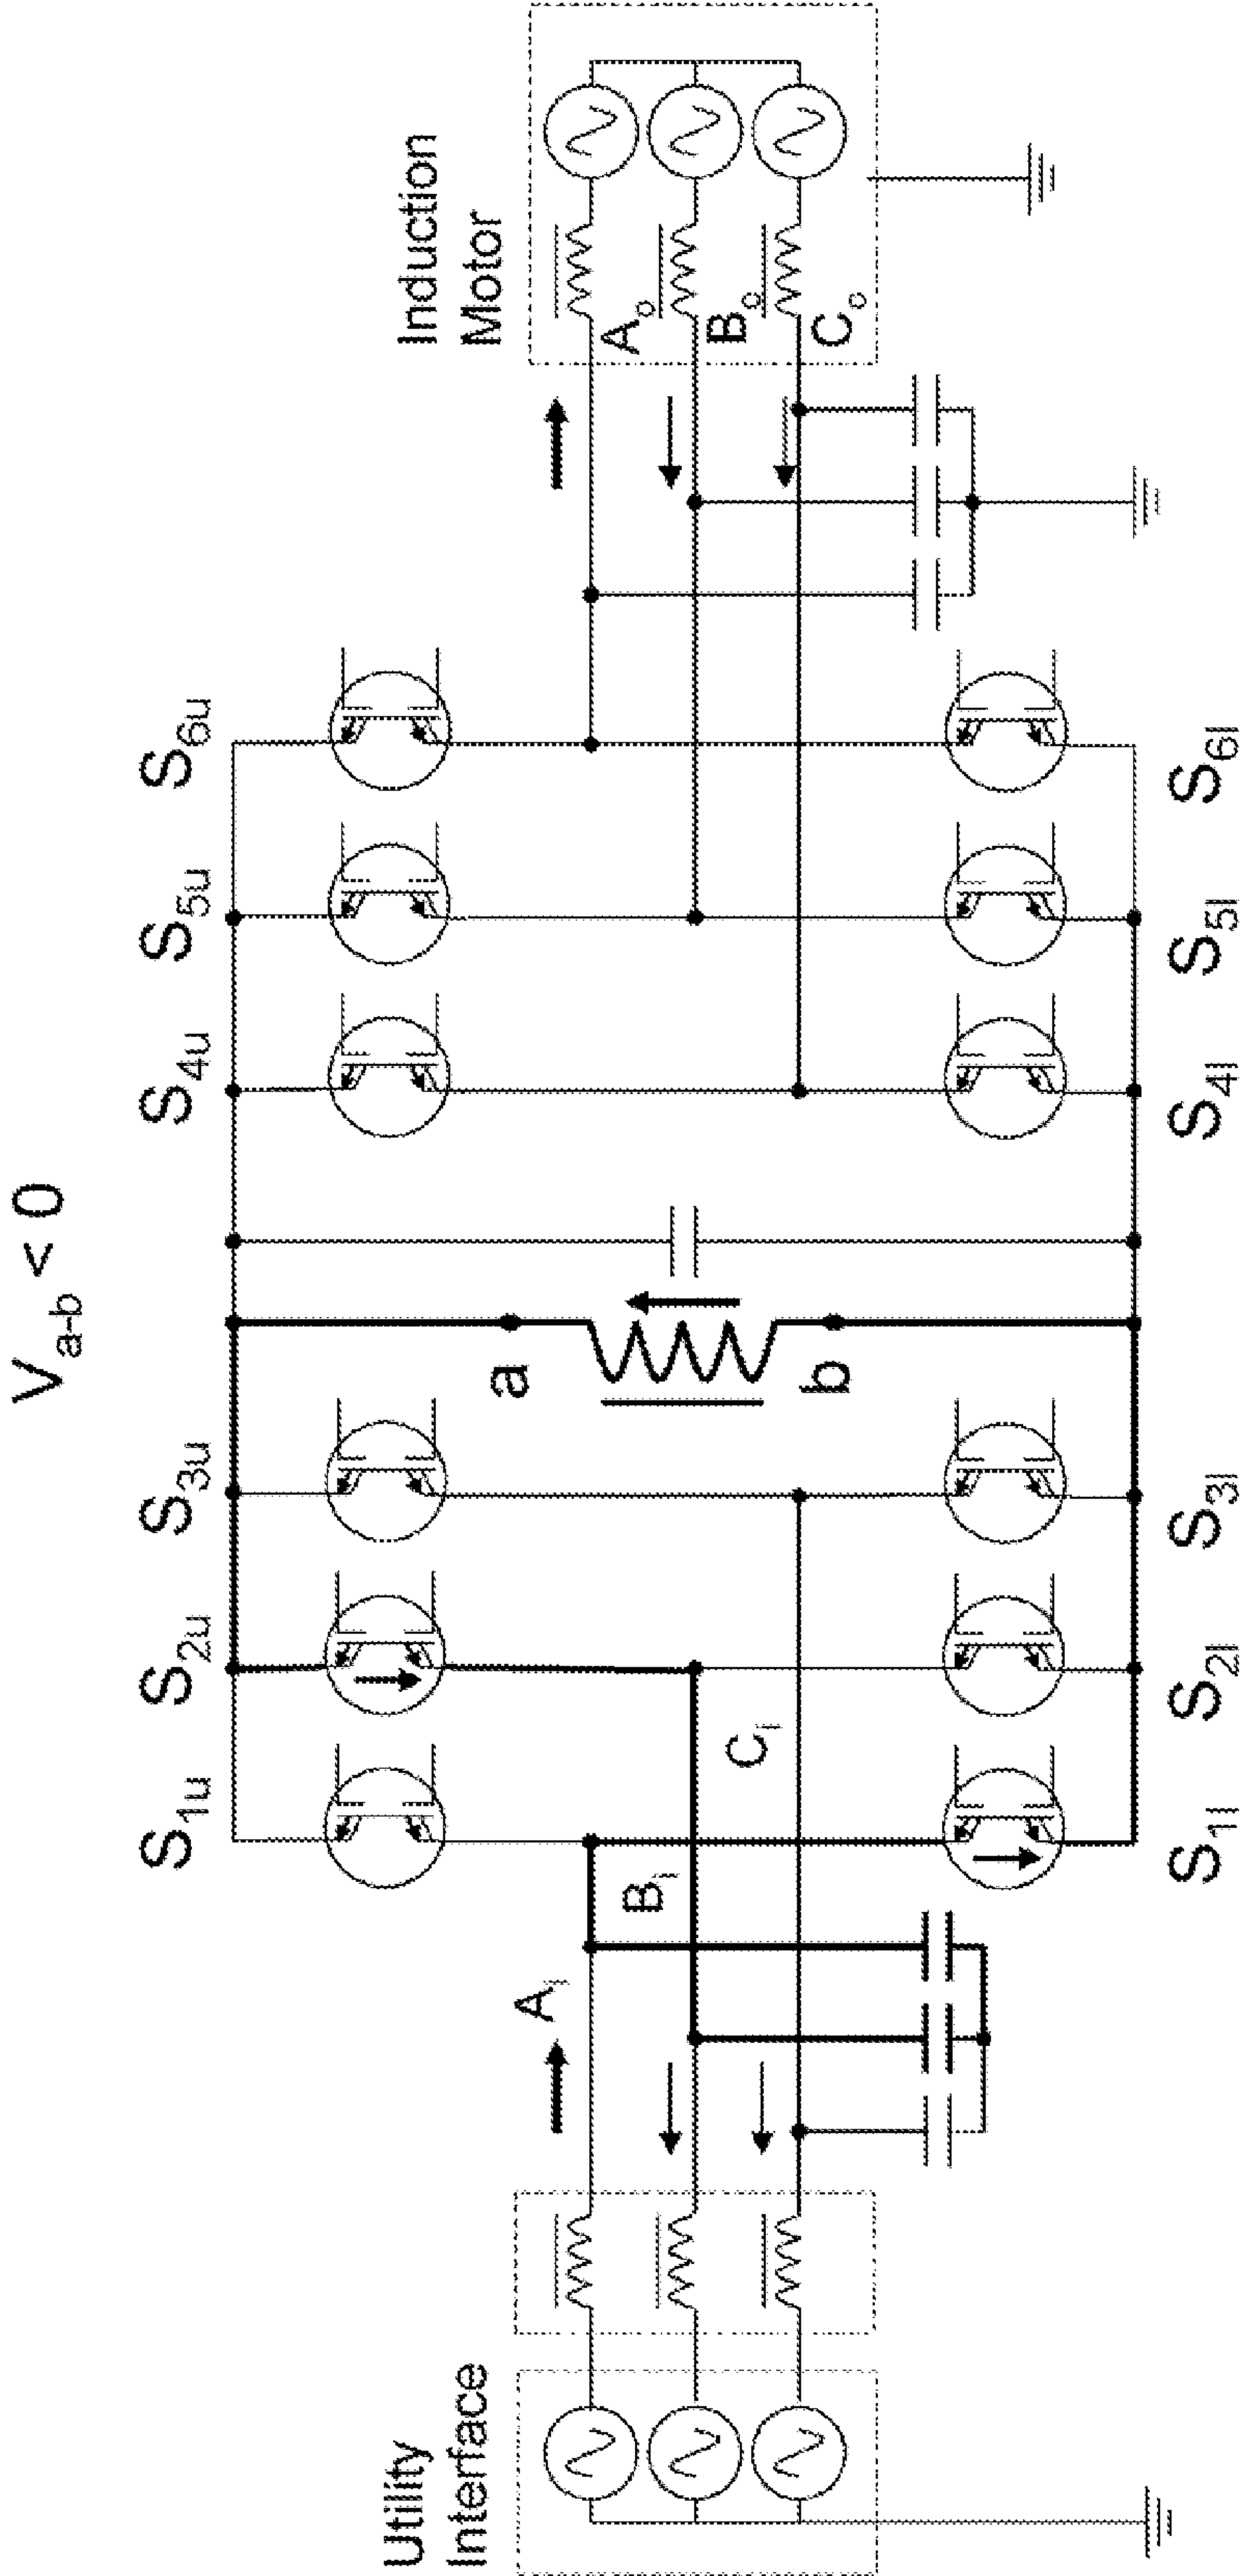 V_{a-b} < 0
S_{1u} S_{2u} S_{3u} S_{4u} S_{5u} S_{6u}
Utility
Interface
Induction
Motor
A_i
B_i
C_i
a
b
A_o
B_o
C_o
S_{1l} S_{2l} S_{3l} S_{4l} S_{5l} S_{6l}